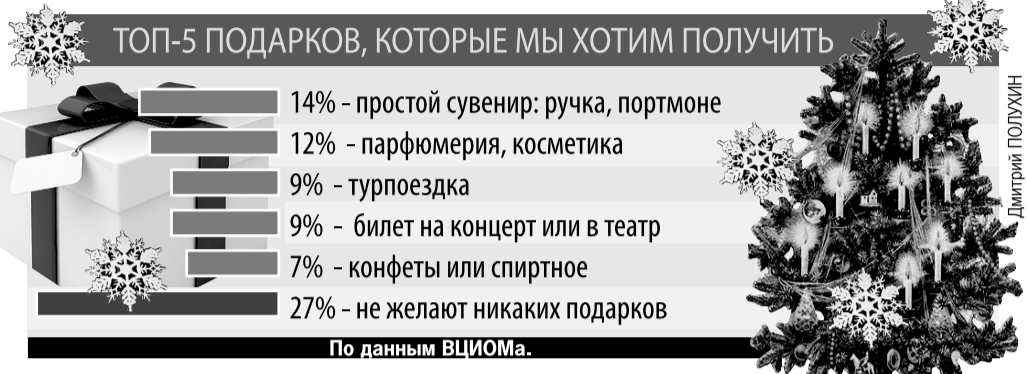 ТОП-5 ПОДАРКОВ, КОТОРЫЕ МЫ ХОТИМ ПОЛУЧИТЬ
14% - простой сувенир: ручка, портмоне
12% - парфюмерия, косметика
9% - турпоездка
9% - билет на концерт или в театр
7% - конфеты или спиртное
27% - не желают никаких подарков
По данным ВЦИОМа.
Дмитрий ПОЛУХИН